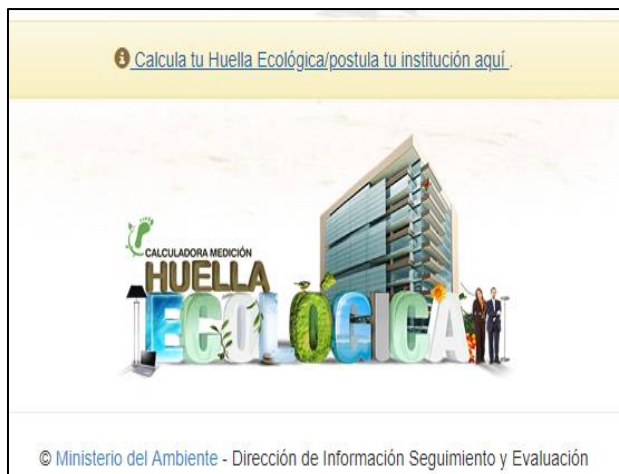 Calcula tu Huella Ecológica/postula tu institución aquí .
CALCULADORA MEDICIÓN
HUELLA
ECOLOGICA
© Ministerio del Ambiente - Dirección de Información Seguimiento y Evaluación